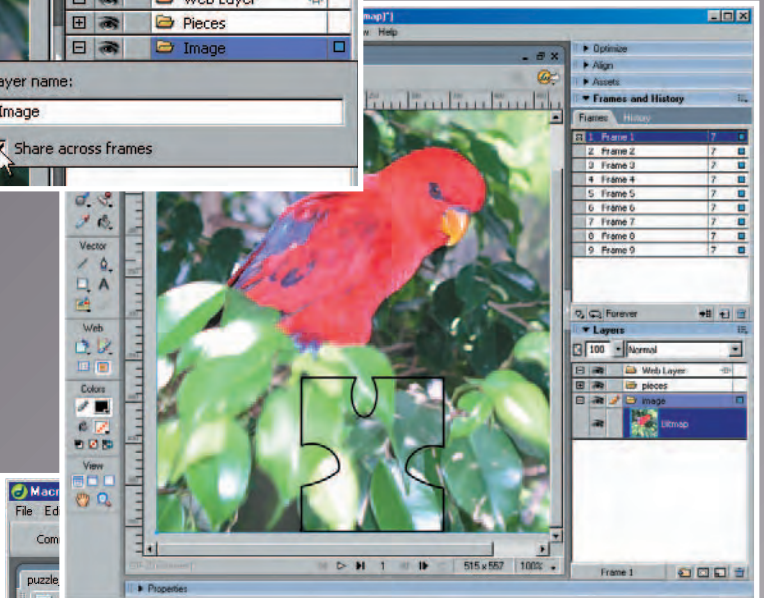 Web Layer
Pieces
Image
ayer name:
Image
Share across frames
map)*]
w Help
Optimize
Align
Assets
Frames and History
Frames History
1 Frame 1 7
2 Frame 2 7
3 Frame 3 7
4 Frame 4 7
5 Frame 5 7
6 Frame 6 7
7 Frame 7 7
8 Frame 8 7
9 Frame 9 7
Forever
Layers
100 Normal
Web Layer
pieces
image
Bitmap
Frame 1
Vector
A
Web
Colors
View
1 515 x 557 100%
Properties
Macr
File Ed
Com
puzzle_